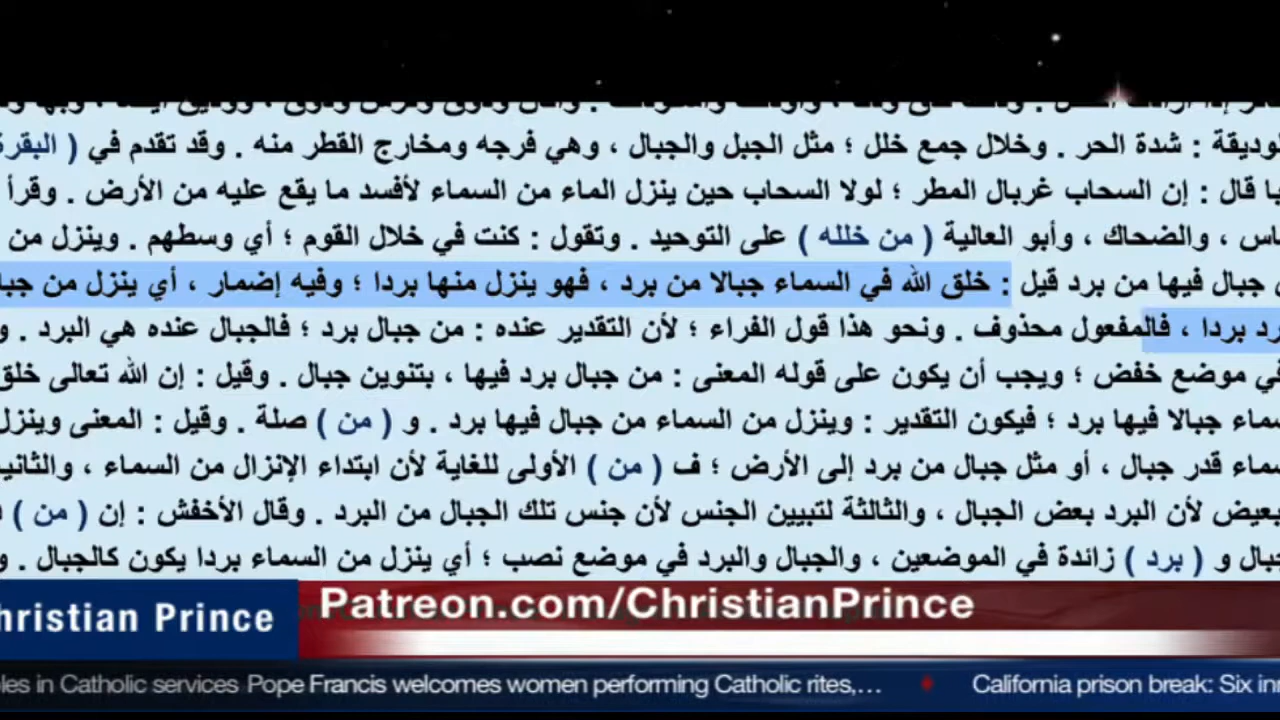 وديقة : شدة الحر . وخلال جمع خلل ؛ مثل الجبل والجبال ، وهي فرجه ومخارج القطر منه . وقد تقدم في ( البقرة
قال : إن السحاب غربال المطر ؛ لولا السحاب حين ينزل الماء من السماء لأفسد ما يقع عليه من الأرض . وقرأ
، والضحاك ، وأبو العالية ( من خلله ) على التوحيد . وتقول : كنت في خلال القوم ؛ أي وسطهم . وينزل من
جبال فيها من برد قيل : خلق الله في السماء جبالا من برد ، فهو ينزل منها بردا ؛ وفيه إضمار ، أي ينزل من
بردا ، فالمفعول محذوف . ونحو هذا قول الفراء ؛ لأن التقدير عنده : من جبال برد ؛ فالجبال عنده هي البرد .
في موضع خفض ؛ ويجب أن يكون على قوله المعنى : من جبال برد فيها ، بتنوين جبال . وقيل : إن الله تعالى خلق
جبالا فيها برد ؛ فيكون التقدير : وينزل من السماء من جبال فيها برد . و ( من ) صلة . وقيل : المعنى وينزل
قدر جبال ، أو مثل جبال من برد إلى الأرض ؛ ف ( من ) الأولى للغاية لأن ابتداء الإنزال من السماء ، والثانية
لأن البرد بعض الجبال ، والثالثة لتبيين الجنس لأن جنس تلك الجبال من البرد . وقال الأخفش : إن ( من )
و ( برد ) زائدة في الموضعين ، والجبال والبرد في موضع نصب ؛ أي ينزل من السماء بردا يكون كالجبال .
hristian Prince
Patreon.com/ChristianPrince
les in Catholic services Pope Francis welcomes women performing Catholic rites,… California prison break: Six